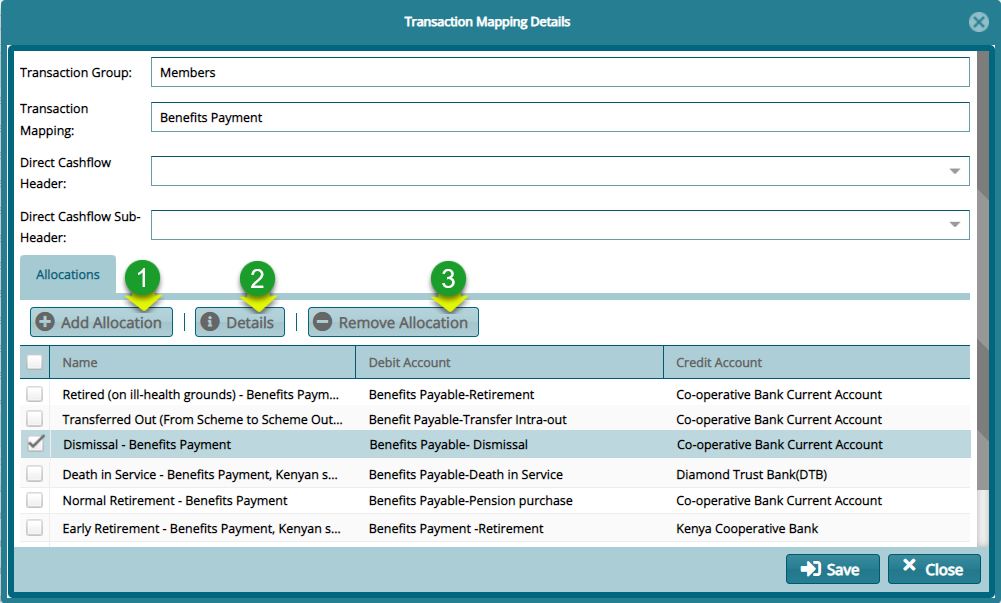 Transaction Mapping Details
Transaction Group:
Members
Transaction
Mapping:
Benefits Payment
Direct Cashflow
Header:
Direct Cashflow Sub-
Header:
Allocations
1
2
3
Add Allocation
Details
Remove Allocation
Name Debit Account Credit Account
Retired (on ill-health grounds) - Benefits Paym... Benefits Payable-Retirement Co-operative Bank Current Account
Transferred Out (From Scheme to Scheme Out... Benefit Payable-Transfer Intra-out Co-operative Bank Current Account
Dismissal - Benefits Payment Benefits Payable- Dismissal Co-operative Bank Current Account
Death in Service - Benefits Payment, Kenyan s... Benefits Payable-Death in Service Diamond Trust Bank(DTB)
Normal Retirement - Benefits Payment Benefits Payable-Pension purchase Co-operative Bank Current Account
Early Retirement - Benefits Payment, Kenyan s... Benefits Payment -Retirement Kenya Cooperative Bank
Save
Close